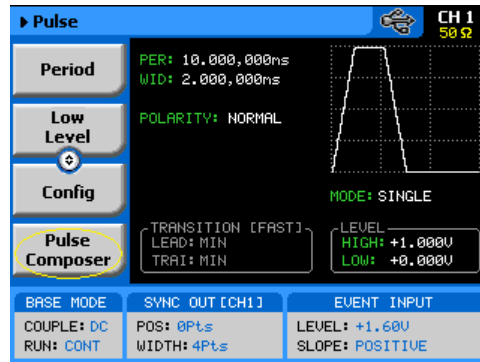 Pulse
CH 1
50 Ω
Period
Low
Level
Config
Pulse
Composer
PER: 10.000,000ms
WID: 2.000,000ms
POLARITY: NORMAL
MODE: SINGLE
TRANSITION [FAST]
LEAD: MIN
TRAI: MIN
LEVEL
HIGH: +1.000V
LOW: +0.000V
BASE MODE
COUPLE: DC
RUN: CONT
SYNC OUT [CH1]
POS: 0Pts
WIDTH: 4Pts
EVENT INPUT
LEVEL: +1.60V
SLOPE: POSITIVE